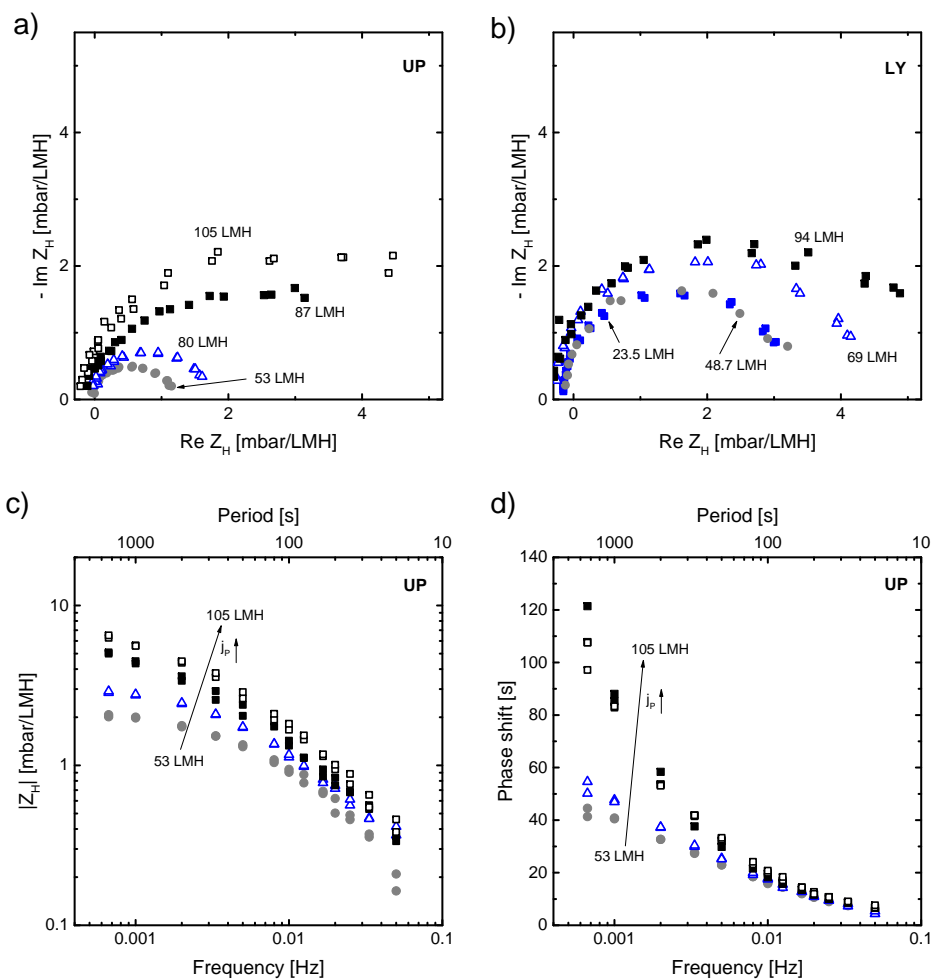 a)
UP
- Im Z_H [mbar/LMH]
4
2
0
105 LMH
87 LMH
80 LMH
53 LMH
0 2 4
Re Z_H [mbar/LMH]
b)
LY
- Im Z_H [mbar/LMH]
4
2
0
94 LMH
23.5 LMH
48.7 LMH
69 LMH
0 2 4
Re Z_H [mbar/LMH]
c)
Period [s]
1000 100 10
UP
|Z_H| [mbar/LMH]
10
1
0.1
105 LMH
j_P
53 LMH
0.001 0.01 0.1
Frequency [Hz]
d)
Period [s]
1000 100 10
UP
Phase shift [s]
140
120
100
80
60
40
20
0
105 LMH
j_P
53 LMH
0.001 0.01 0.1
Frequency [Hz]